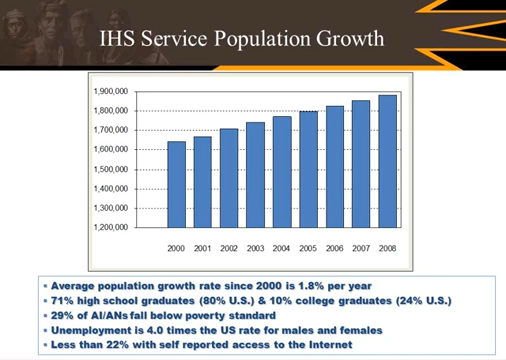 IHS Service Population Growth
1,900,000
1,800,000
1,700,000
1,600,000
1,500,000
1,400,000
1,300,000
1,200,000
2000 2001 2002 2003 2004 2005 2006 2007 2008
▪ Average population growth rate since 2000 is 1.8% per year
▪ 71% high school graduates (80% U.S.) & 10% college graduates (24% U.S.)
▪ 29% of AI/ANs fall below poverty standard
▪ Unemployment is 4.0 times the US rate for males and females
▪ Less than 22% with self reported access to the Internet